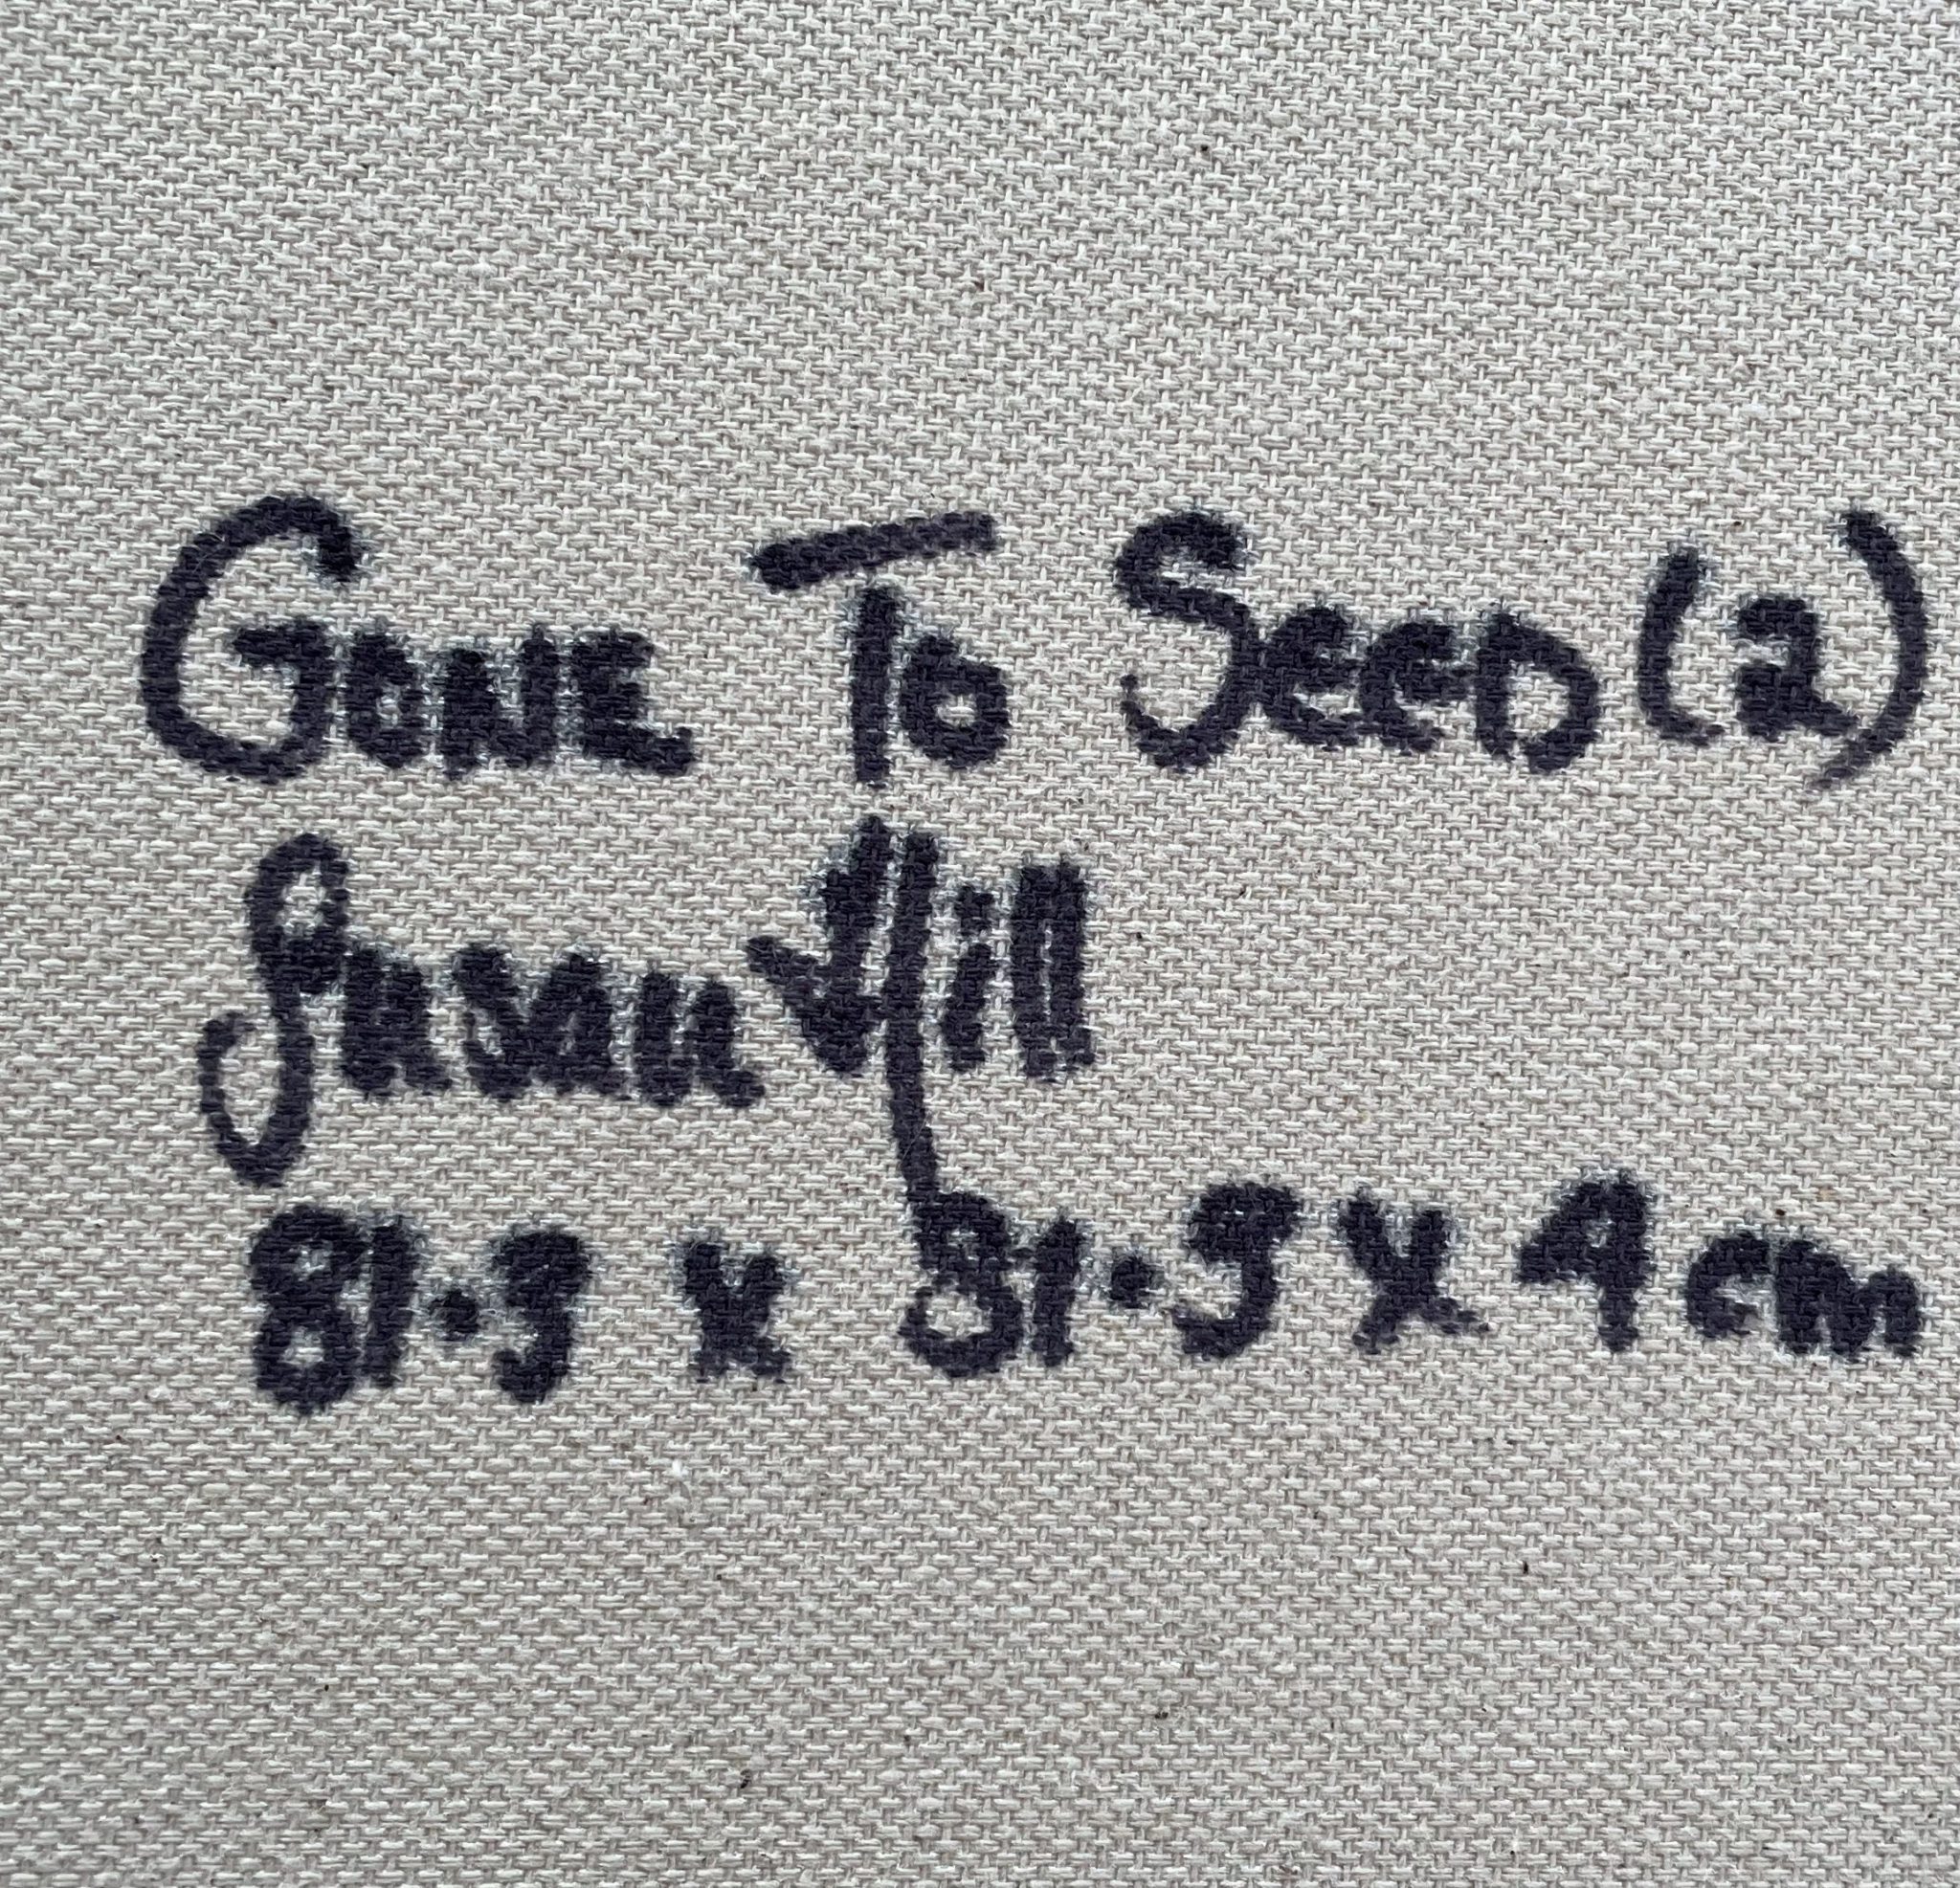 GONE TO SEED (2)
Susan Hill
81.3 x 81.3 x 4cm